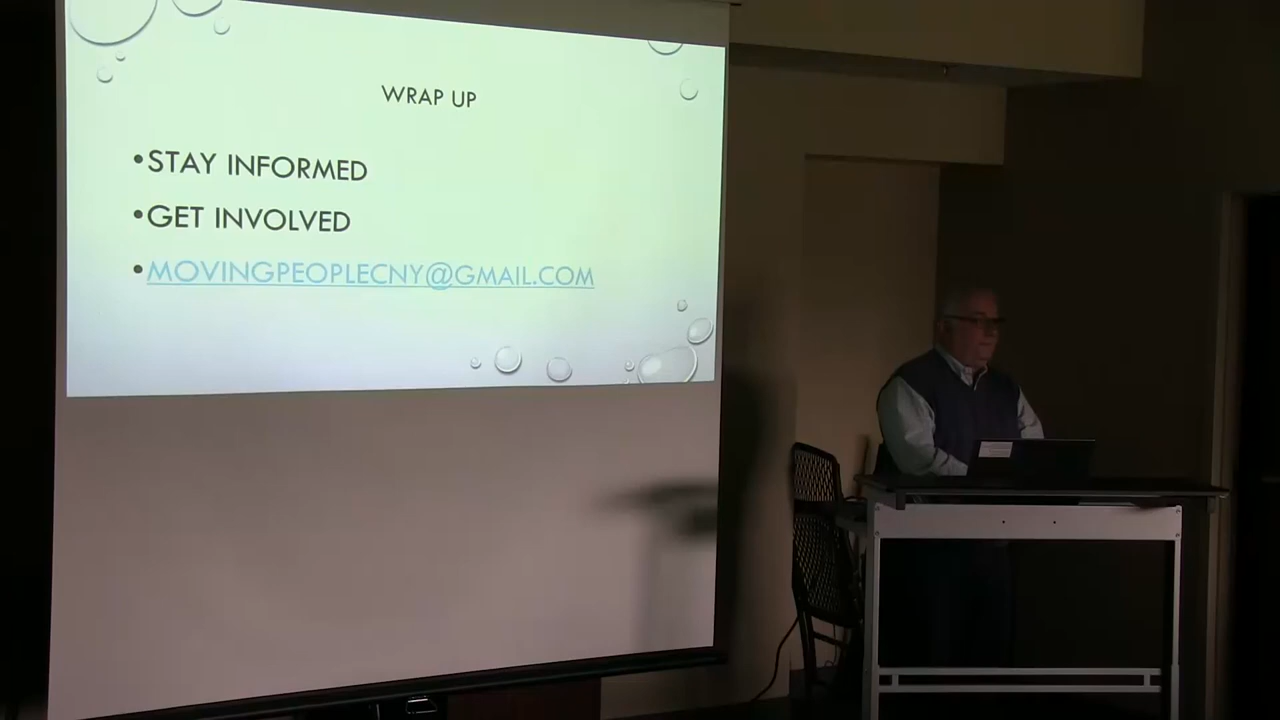 WRAP UP
•STAY INFORMED
•GET INVOLVED
•MOVINGPEOPLECNY@GMAIL.COM